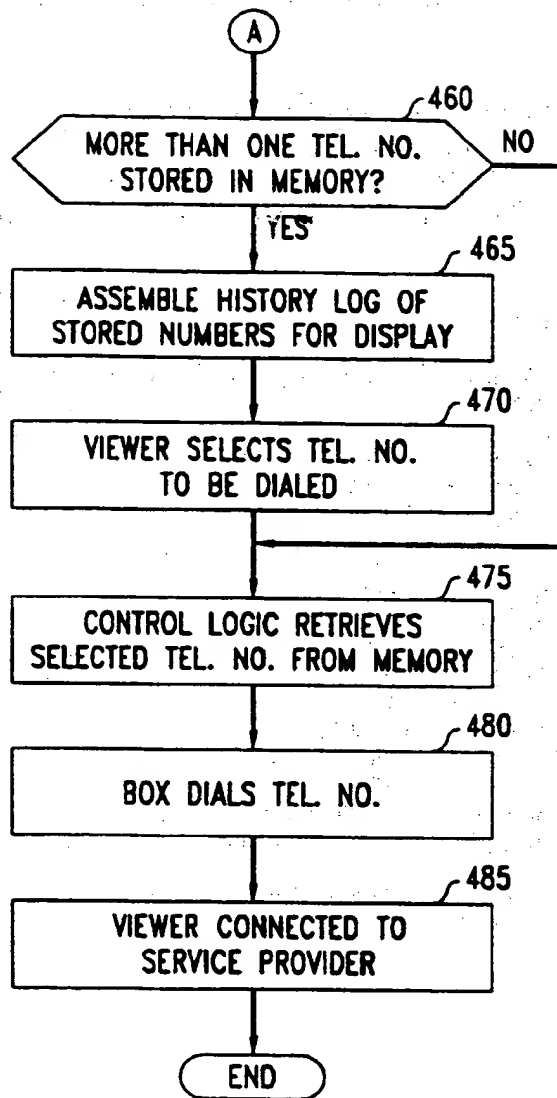 A
460
MORE THAN ONE TEL. NO.
STORED IN MEMORY?
NO
YES
465
ASSEMBLE HISTORY LOG OF
STORED NUMBERS FOR DISPLAY
470
VIEWER SELECTS TEL. NO.
TO BE DIALED
475
CONTROL LOGIC RETRIEVES
SELECTED TEL. NO. FROM MEMORY
480
BOX DIALS TEL. NO.
485
VIEWER CONNECTED TO
SERVICE PROVIDER
END